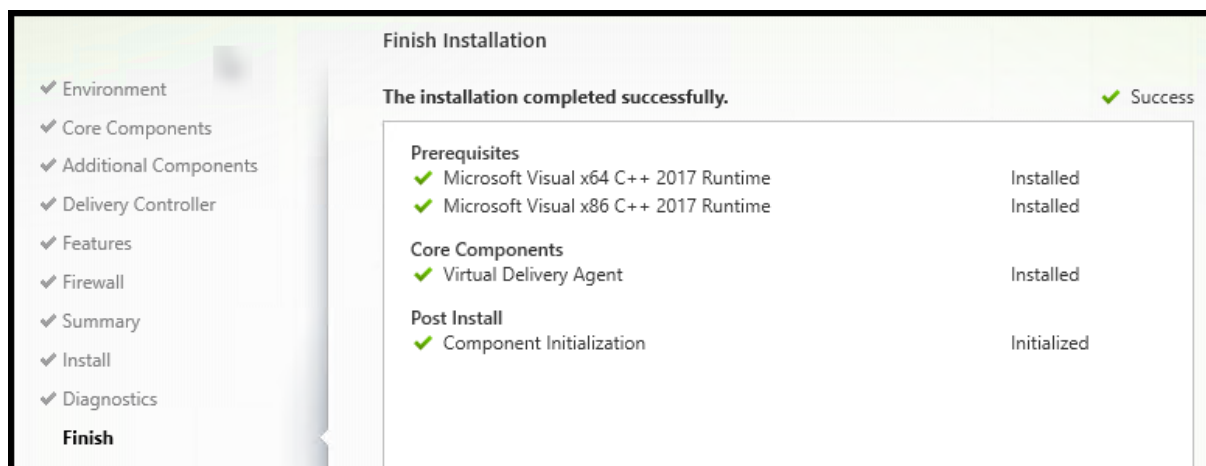 Finish Installation
Environment
Core Components
Additional Components
Delivery Controller
Features
Firewall
Summary
Install
Diagnostics
Finish
The installation completed successfully.
Success
Prerequisites
Microsoft Visual x64 C++ 2017 Runtime Installed
Microsoft Visual x86 C++ 2017 Runtime Installed
Core Components
Virtual Delivery Agent Installed
Post Install
Component Initialization Initialized